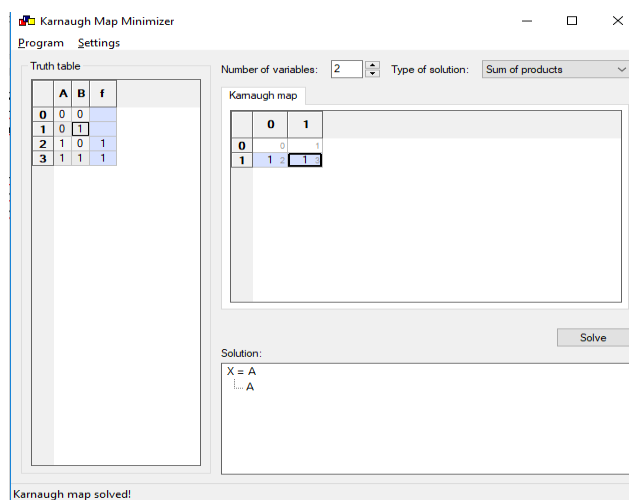 Karnaugh Map Minimizer
Program Settings
Truth table
A B f
0 0 0
1 0 1
2 1 0 1
3 1 1 1
Number of variables: 2 Type of solution: Sum of products
Karnaugh map
0 1
0 0 1
1 1 2 1 3
Solve
Solution:
X = A
A
Karnaugh map solved!